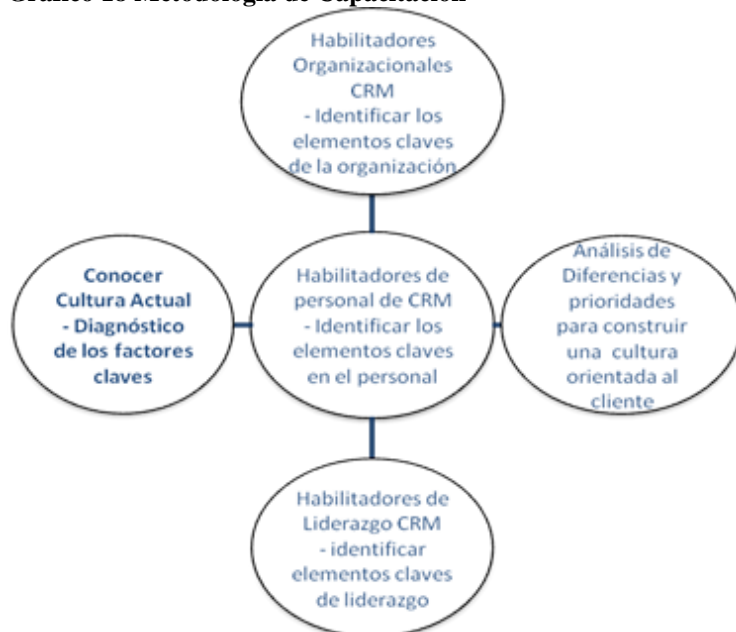 Gráfico 18 Metodología de Capacitación
Habilitadores
Organizacionales
CRM
- Identificar los
elementos claves
de la organización
Conocer
Cultura Actual
- Diagnóstico
de los factores
claves
Habilitadores de
personal de CRM
- Identificar los
elementos claves
en el personal
Análisis de
Diferencias y
prioridades
para construir
una cultura
orientada al
cliente
Habilitadores de
Liderazgo CRM
- identificar
elementos claves
de liderazgo